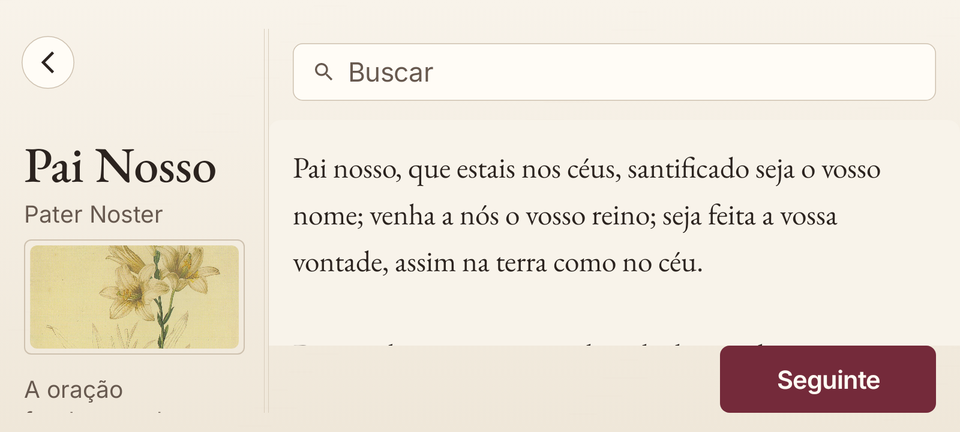 Pai Nosso
Pater Noster
A oração
Buscar
Pai nosso, que estais nos céus, santificado seja o vosso
nome; venha a nós o vosso reino; seja feita a vossa
vontade, assim na terra como no céu.
Seguinte